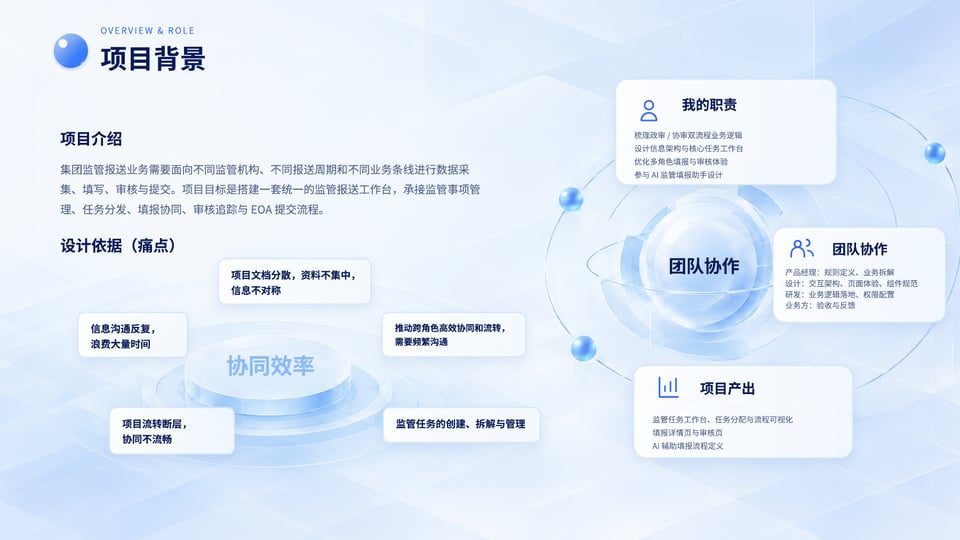 OVERVIEW & ROLE
项目背景
项目介绍
集团监管报送业务需要面向不同监管机构、不同报送周期和不同业务条线进行数据采
集、填写、审核与提交。项目目标是搭建一套统一的监管报送工作台，承接监管事项管
理、任务分发、填报协同、审核追踪与 EOA 提交流程。
设计依据（痛点）
项目文档分散，资料不集中，
信息不对称
信息沟通反复，
浪费大量时间
推动跨角色高效协同和流转，
需要频繁沟通
协同效率
项目流转断层，
协同不流畅
监管任务的创建、拆解与管理
我的职责
梳理政审 / 协审双流程业务逻辑
设计信息架构与核心任务工作台
优化多角色填报与审核体验
参与 AI 监管填报助手设计
团队协作
团队协作
产品经理：规则定义、业务拆解
设计：交互架构、页面体验、组件规范
研发：业务逻辑落地、权限配置
业务方：验收与反馈
项目产出
监管任务工作台、任务分配与流程可视化
填报详情页与审核页
AI 辅助填报流程定义